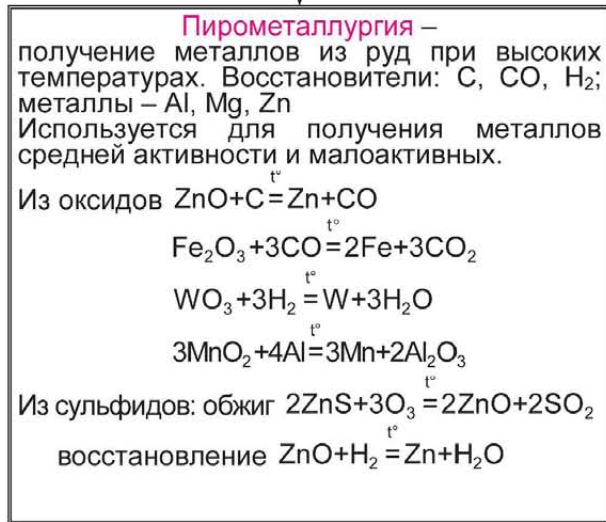 Пирометаллургия –
получение металлов из руд при высоких
температурах. Восстановители: C, CO, H₂;
металлы – Al, Mg, Zn
Используется для получения металлов
средней активности и малоактивных.
Из оксидов ZnO+C t°= Zn+CO
Fe₂O₃+3CO t°= 2Fe+3CO₂
WO₃+3H₂ t°= W+3H₂O
3MnO₂+4Al t°= 3Mn+2Al₂O₃
Из сульфидов: обжиг 2ZnS+3O₃ t°= 2ZnO+2SO₂
восстановление ZnO+H₂ t°= Zn+H₂O